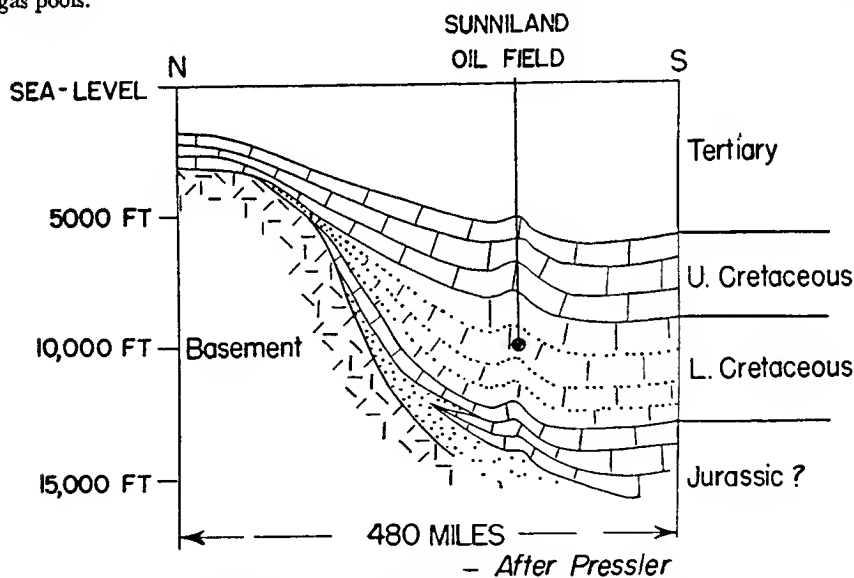 gas pools.
SUNNILAND
OIL FIELD
N
S
SEA-LEVEL
Tertiary
5000 FT
U. Cretaceous
10,000 FT
Basement
L. Cretaceous
15,000 FT
Jurassic ?
480 MILES
- After Pressler